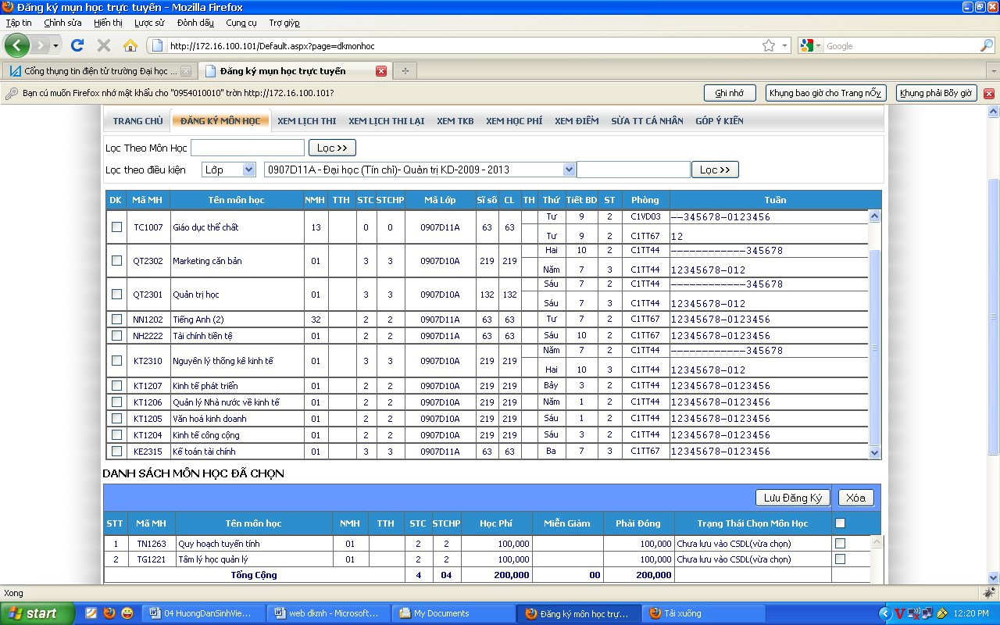 Đăng ký mụn học trực tuyến - Mozilla Firefox
Tập tin Chỉnh sửa Hiển thị Lược sử Đònh dấu Cụng cụ Trợ giỳp
http://172.16.100.101/Default.aspx?page=dkmonhoc Google
Cổng thụng tin điện tử trường Đại học ... Đăng ký mụn học trực tuyến
Bạn cú muốn Firefox nhớ mật khẩu cho "0954010010" trờn http://172.16.100.101? Ghi nhớ Khụng bao giờ cho Trang nỡy Khụng phải Bõy giờ
TRANG CHỦ ĐĂNG KÝ MÔN HỌC XEM LỊCH THI XEM LỊCH THI LẠI XEM TKB XEM HỌC PHÍ XEM ĐIỂM SỬA TT CÁ NHÂN GÓP Ý KIẾN
Lọc Theo Môn Học Lọc >>
Lọc theo điều kiện Lớp 0907D11A - Đại học (Tín chỉ)- Quản trị KD-2009 - 2013 Lọc >>
DK Mã MH Tên môn học NMH TTH STC STCHP Mã Lớp Sĩ số CL TH Thứ Tiết BD ST Phòng Tuần
TC1007 Giáo dục thể chất 13 0 0 0907D11A 63 63 Tư 9 2 C1VD03 --345678-0123456
Tư 9 2 C1TT67 12
QT2302 Marketing căn bản 01 3 3 0907D10A 219 219 Hai 10 2 C1TT44 ------------345678
Năm 7 3 C1TT44 12345678-012
QT2301 Quản trị học 01 3 3 0907D10A 132 132 Sáu 7 2 C1TT44 ------------345678
Sáu 7 3 C1TT44 12345678-012
NN1202 Tiếng Anh (2) 32 2 2 0907D11A 63 63 Tư 7 2 C1TT67 12345678-0123456
NH2222 Tài chính tiền tệ 01 2 2 0907D11A 63 63 Sáu 10 2 C1TT67 12345678-0123456
KT2310 Nguyên lý thống kê kinh tế 01 3 3 0907D10A 219 219 Năm 7 2 C1TT44 ------------345678
Hai 10 3 C1TT44 12345678-012
KT1207 Kinh tế phát triển 01 2 2 0907D10A 219 219 Bảy 3 2 C1TT44 12345678-0123456
KT1206 Quản lý Nhà nước về kinh tế 01 2 2 0907D10A 219 219 Năm 1 2 C1TT44 12345678-0123456
KT1205 Văn hoá kinh doanh 01 2 2 0907D10A 219 219 Sáu 1 2 C1TT44 12345678-0123456
KT1204 Kinh tế công cộng 01 2 2 0907D10A 219 219 Sáu 3 2 C1TT44 12345678-0123456
KE2315 Kế toán tài chính 01 3 3 0907D11A 63 63 Ba 7 3 C1TT67 12345678-0123456
DANH SÁCH MÔN HỌC ĐÃ CHỌN
Lưu Đăng Ký Xóa
STT Mã MH Tên môn học NMH TTH STC STCHP Học Phí Miễn Giảm Phải Đóng Trạng Thái Chọn Môn Học
1 TN1263 Quy hoạch tuyến tính 01 2 2 100,000 100,000 Chưa lưu vào CSDL(vừa chọn)
2 TG1221 Tâm lý học quản lý 01 2 2 100,000 100,000 Chưa lưu vào CSDL(vừa chọn)
Tổng Cộng 4 04 200,000 00 200,000
Xong
start 04 HuongDanSinhVie... web dkmh - Microsoft... My Documents Đăng ký môn học trự... Tải xuống 12:20 PM